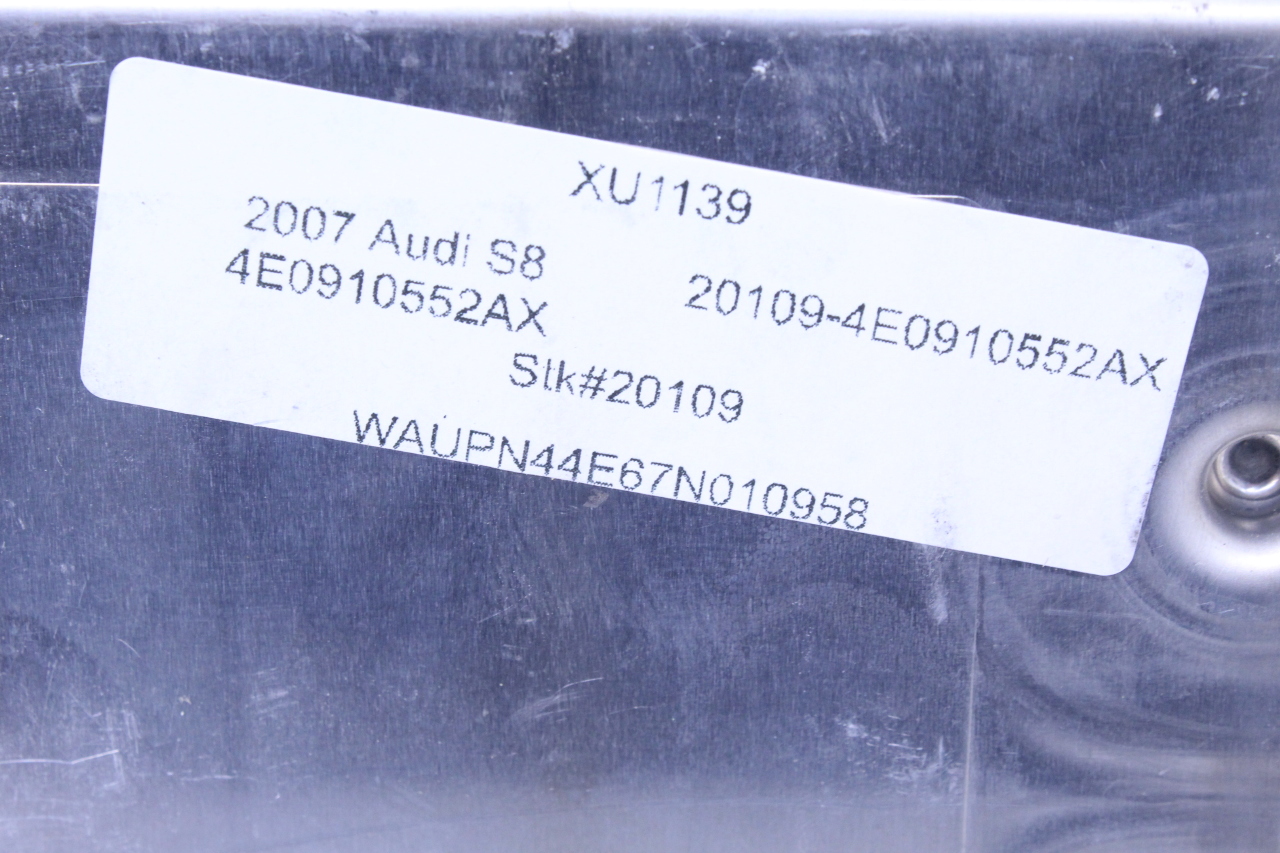 XU1139
2007 Audi S8
4E0910552AX
20109-4E0910552AX
Stk#20109
WAUPN44E67N010958